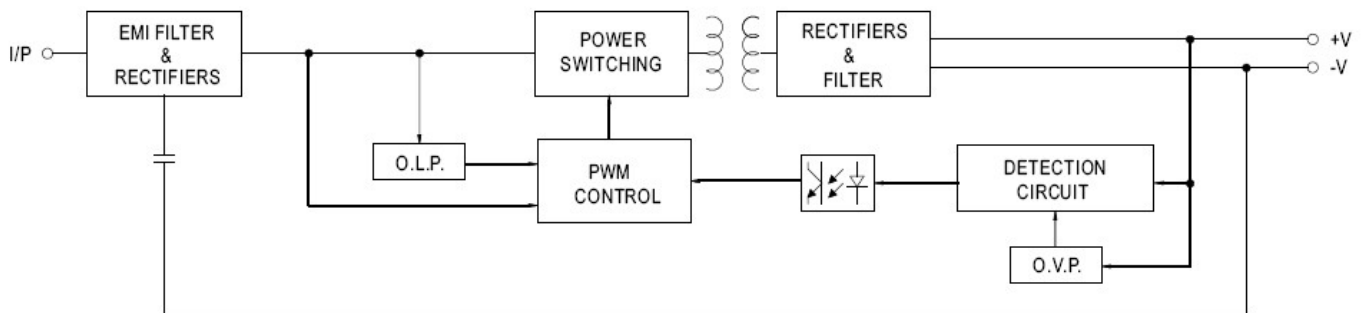 I/P
EMI FILTER
&
RECTIFIERS
POWER
SWITCHING
RECTIFIERS
&
FILTER
+V
-V
O.L.P.
PWM
CONTROL
DETECTION
CIRCUIT
O.V.P.